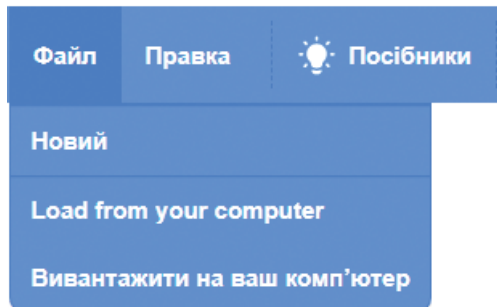 Файл Правка Посібники
Новий
Load from your computer
Вивантажити на ваш комп’ютер